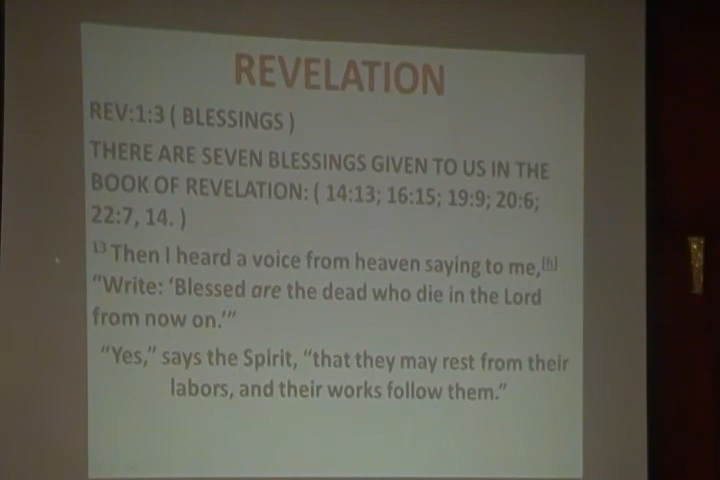 REVELATION
REV:1:3 ( BLESSINGS )
THERE ARE SEVEN BLESSINGS GIVEN TO US IN THE
BOOK OF REVELATION: ( 14:13; 16:15; 19:9; 20:6;
22:7, 14. )
13 Then I heard a voice from heaven saying to me,[h]
“Write: ‘Blessed are the dead who die in the Lord
from now on.’”
“Yes,” says the Spirit, “that they may rest from their
labors, and their works follow them.”